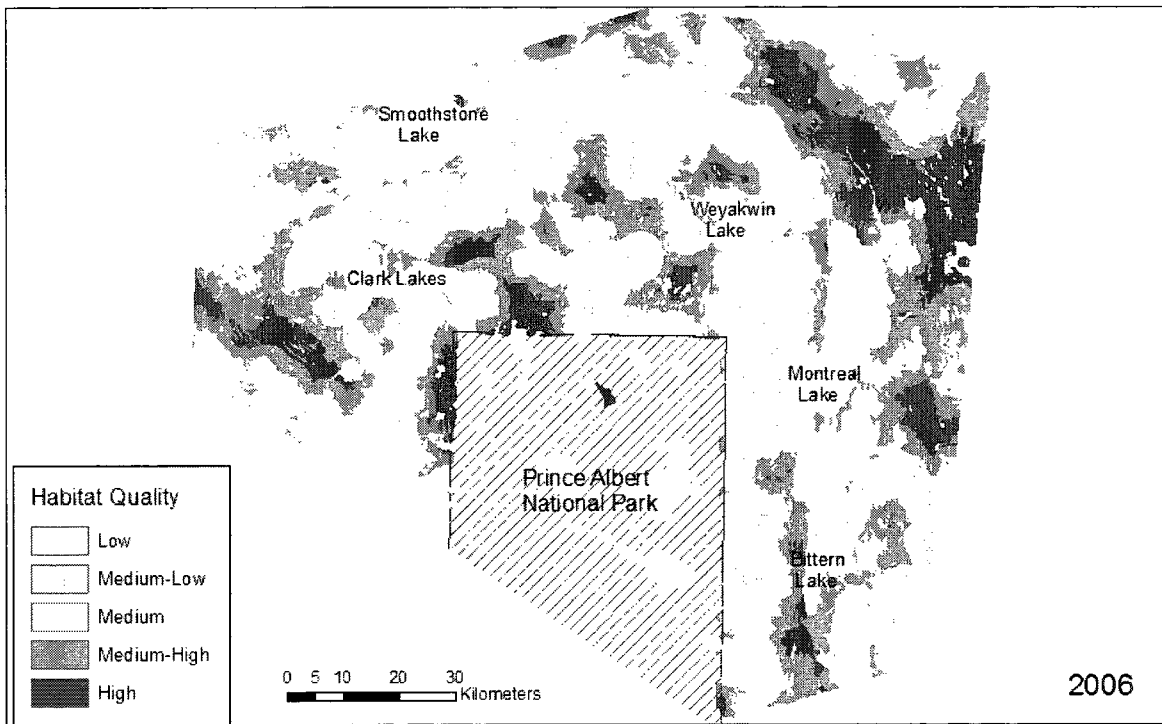 Smoothstone
Lake
Weyakwin
Lake
Clark Lakes
Montreal
Lake
Prince Albert
National Park
Bittern
Lake
Habitat Quality
Low
Medium-Low
Medium
Medium-High
High
0 5 10 20 30
Kilometers
2006